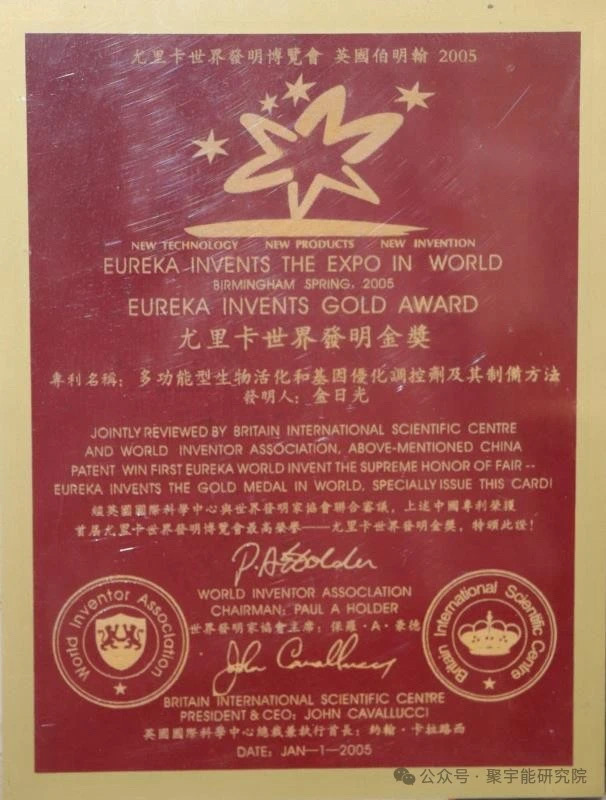 尤里卡世界發明博覽會 英國伯明翰 2005
NEW TECHNOLOGY NEW PRODUCTS NEW INVENTION
EUREKA INVENTS THE EXPO IN WORLD
BIRMINGHAM SPRING, 2005
EUREKA INVENTS GOLD AWARD
尤里卡世界發明金獎
專利名稱：多功能型生物活化和基因優化調控劑及其制備方法
發明人：金日光
JOINTLY REVIEWED BY BRITAIN INTERNATIONAL SCIENTIFIC CENTRE
AND WORLD INVENTOR ASSOCIATION, ABOVE-MENTIONED CHINA
PATENT WIN FIRST EUREKA WORLD INVENT THE SUPREME HONOR OF FAIR --
EUREKA INVENTS THE GOLD MEDAL IN WORLD, SPECIALLY ISSUE THIS CARD!
經英國國際科學中心與世界發明家協會聯合審議，上述中國專利榮獲
首屆尤里卡世界發明博覽會最高榮譽——尤里卡世界發明金獎，特頒此證！
P. A Holder
WORLD INVENTOR ASSOCIATION
CHAIRMAN: PAUL A HOLDER
世界發明家協會主席：保羅·A·豪德
John Cavallucci
World Inventor Association
Britain International Scientific Centre
BRITAIN INTERNATIONAL SCIENTIFIC CENTRE
PRESIDENT & CEO: JOHN CAVALLUCCI
英國國際科學中心總裁兼執行首長：約翰·卡拉路西
DATE: JAN—1—2005
公众号·聚宇能研究院